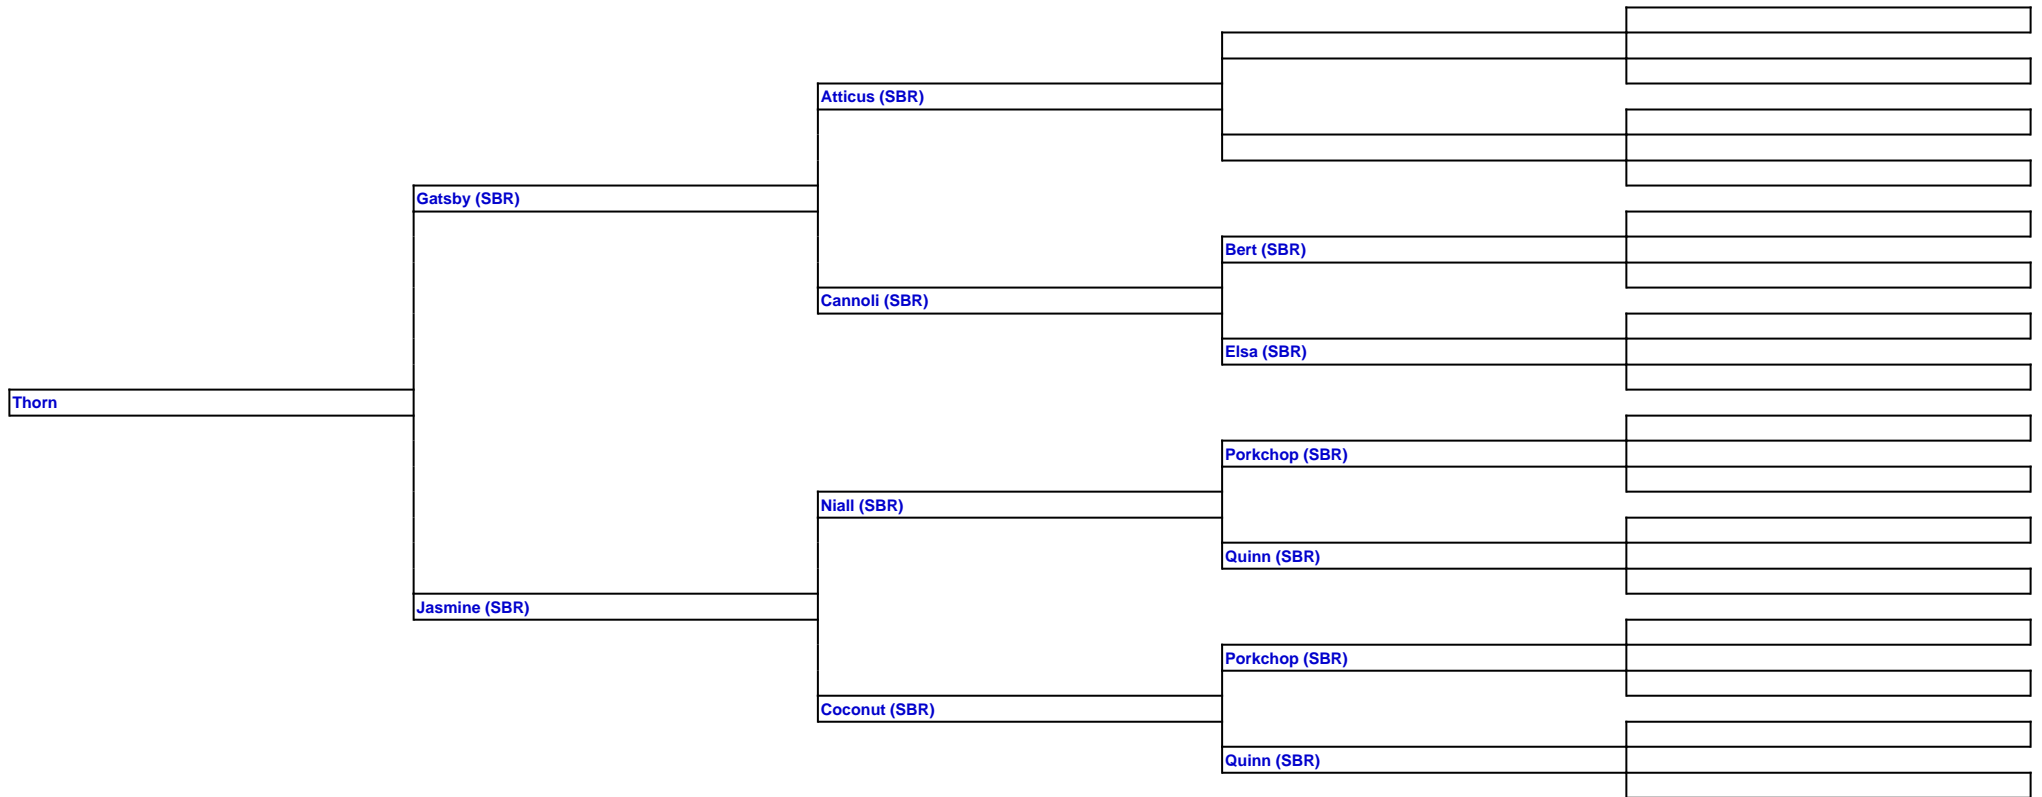 Atticus (SBR)
Gatsby (SBR)
Bert (SBR)
Cannoli (SBR)
Elsa (SBR)
Thorn
Porkchop (SBR)
Niall (SBR)
Quinn (SBR)
Jasmine (SBR)
Porkchop (SBR)
Coconut (SBR)
Quinn (SBR)